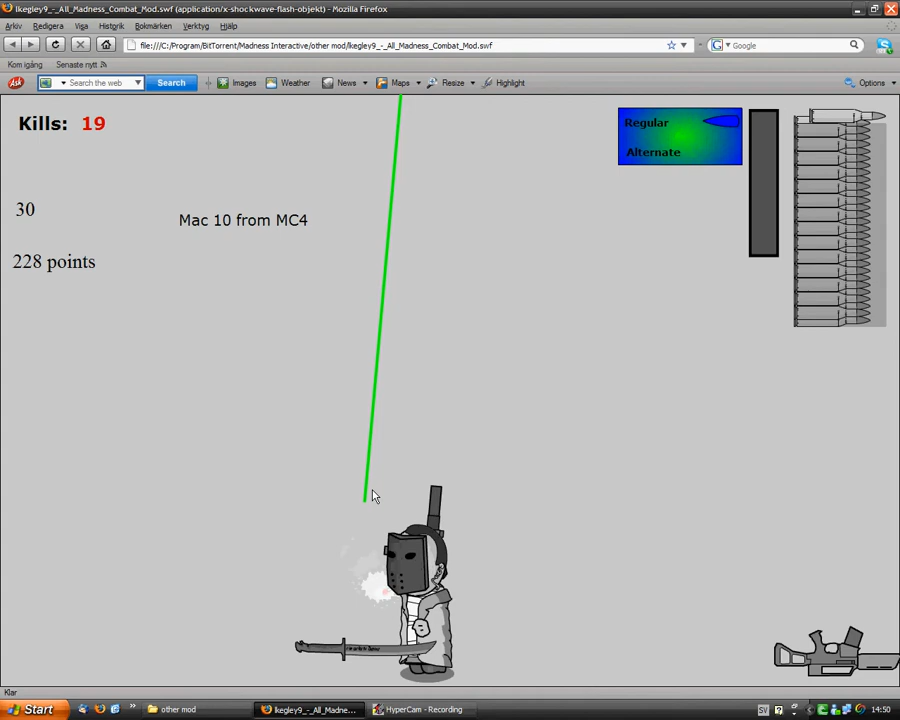 lkegley9_-_All_Madness_Combat_Mod.swf (application/x-shockwave-flash-objekt) - Mozilla Firefox
Arkiv Redigera Visa Historik Bokmärken Verktyg Hjälp
file:///C:/Program/BitTorrent/Madness Interactive/other mod/lkegley9_-_All_Madness_Combat_Mod.swf
Google
Kom igång Senaste nytt
Ask Search the web Search Images Weather News Maps Resize Highlight Options
Kills: 19
Regular
Alternate
30
Mac 10 from MC4
228 points
Klar
Start other mod lkegley9_-_All_Madne... HyperCam - Recording SV 14:50